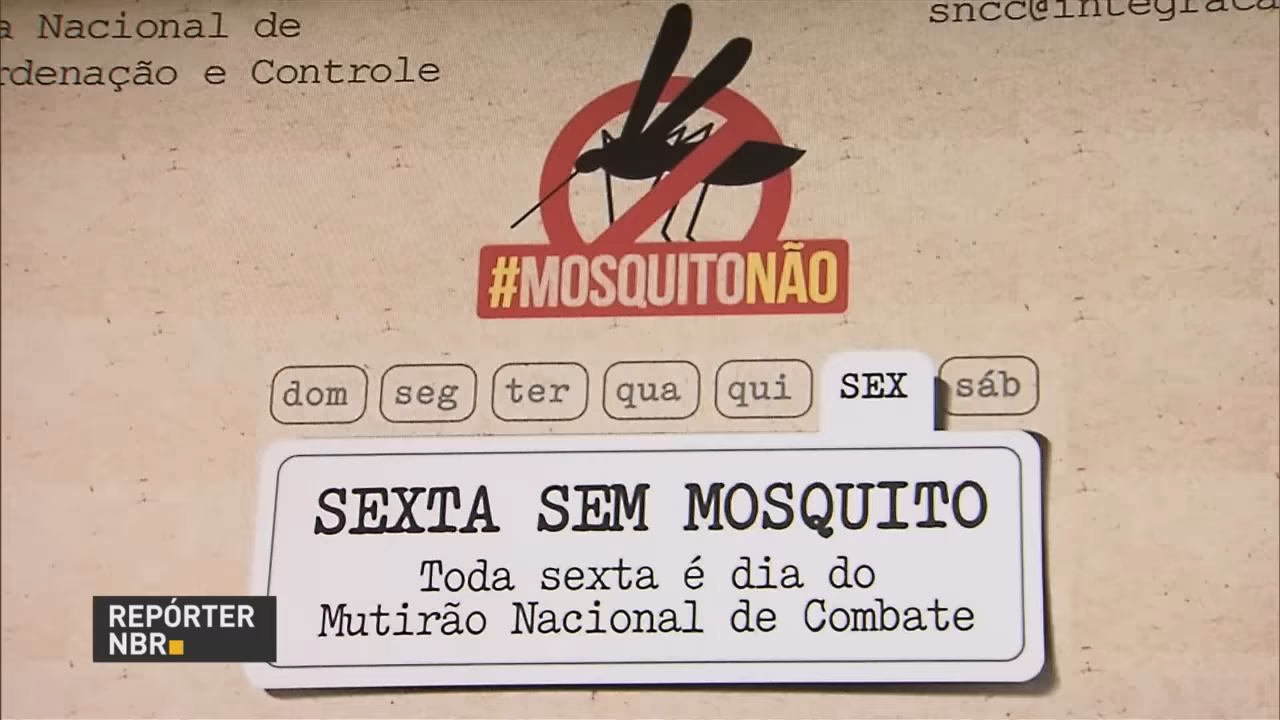 a Nacional de
rdenação e Controle
sncc@integraca
#MOSQUITONÃO
dom seg ter qua qui SEX sáb
SEXTA SEM MOSQUITO
Toda sexta é dia do
Mutirão Nacional de Combate
REPÓRTER
NBR